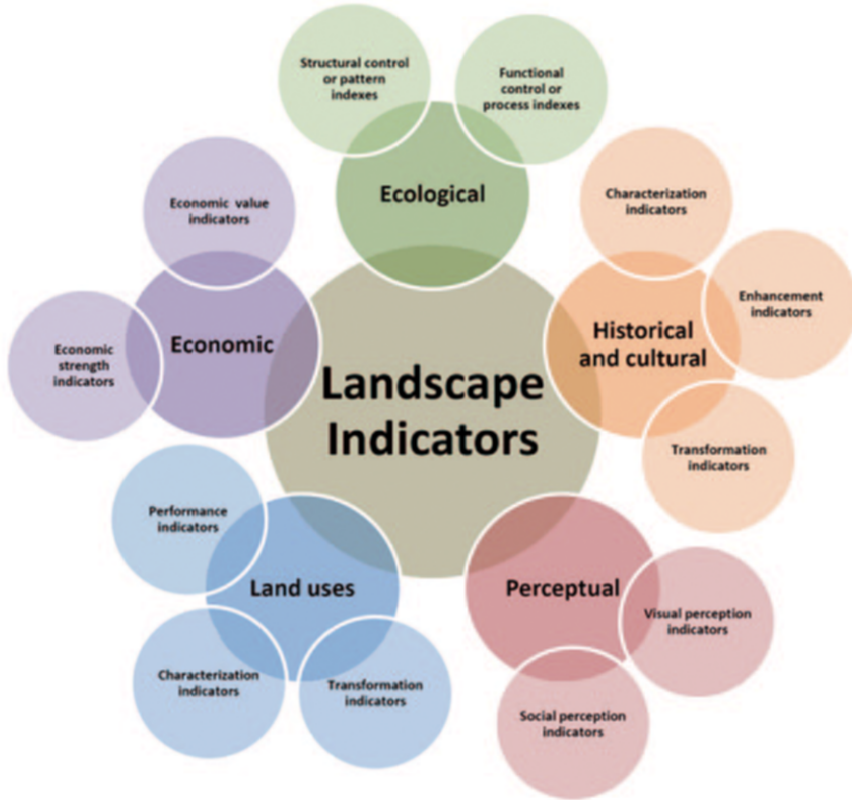 Structural control
or pattern
indexes
Functional
control or
process indexes
Ecological
Characterization
indicators
Enhancement
indicators
Historical
and cultural
Transformation
indicators
Economic value
indicators
Economic
Economic
strength
indicators
Landscape
Indicators
Performance
indicators
Land uses
Characterization
indicators
Transformation
indicators
Perceptual
Visual perception
indicators
Social perception
indicators